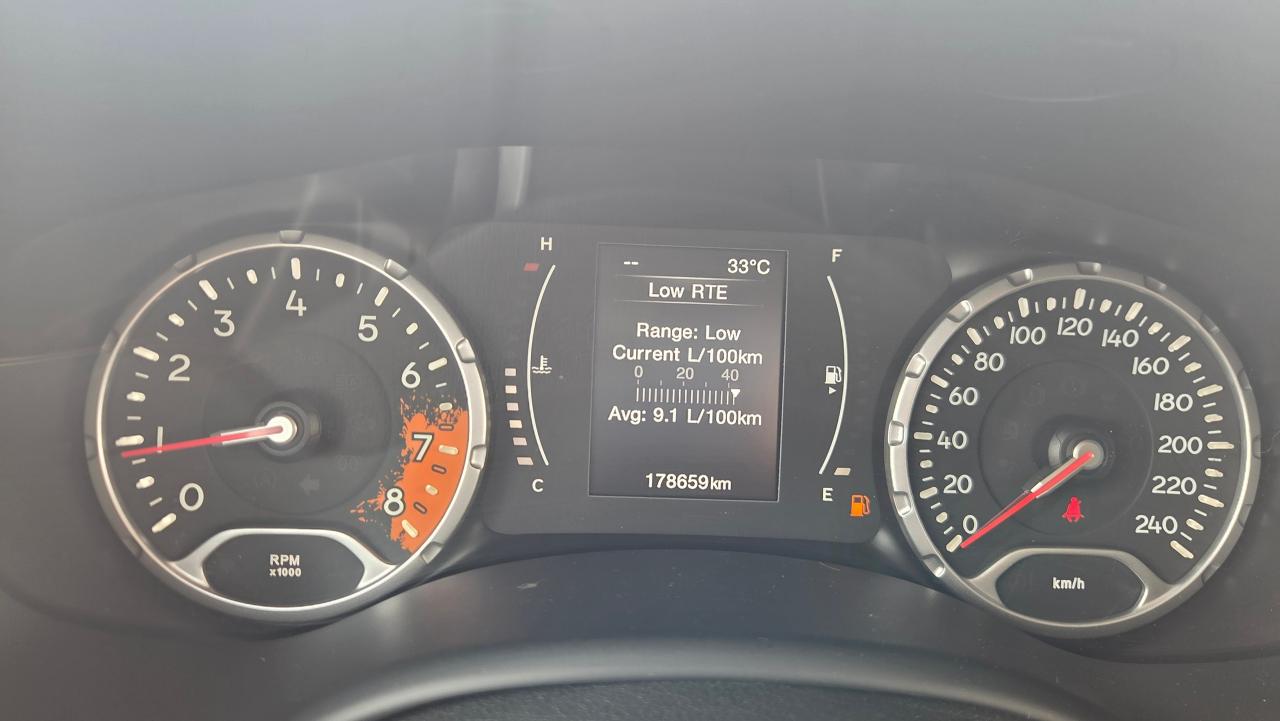 0
1
2
3
4
5
6
7
8
RPM
x1000
H
C
-- 33°C
Low RTE
Range: Low
Current L/100km
0 20 40
Avg: 9.1 L/100km
178659km
F
E
0
20
40
60
80
100
120
140
160
180
200
220
240
km/h